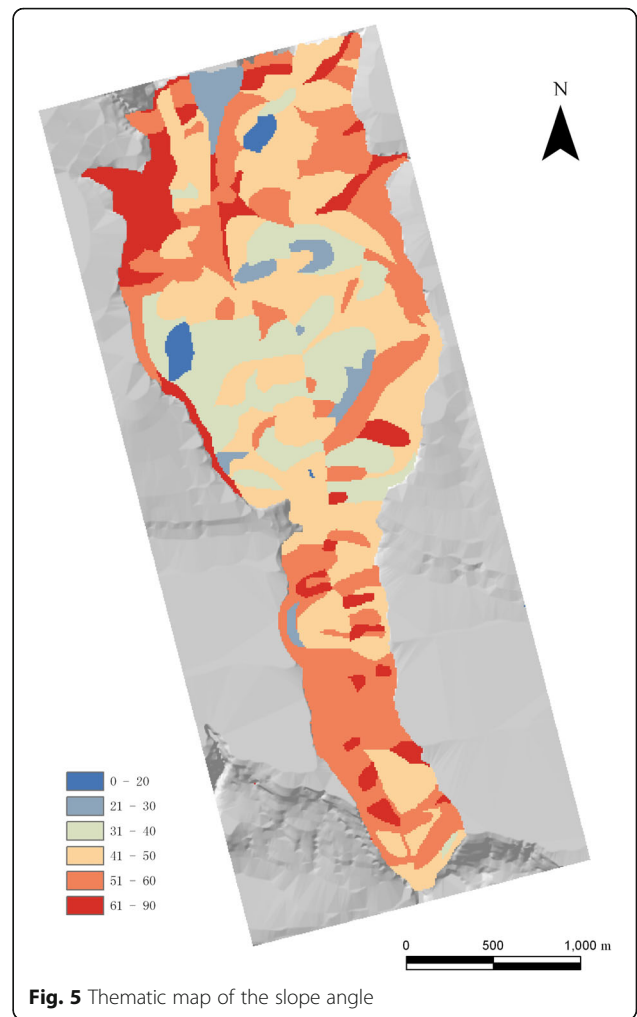 N
0 - 20
21 - 30
31 - 40
41 - 50
51 - 60
61 - 90
0 500 1,000 m
Fig. 5 Thematic map of the slope angle